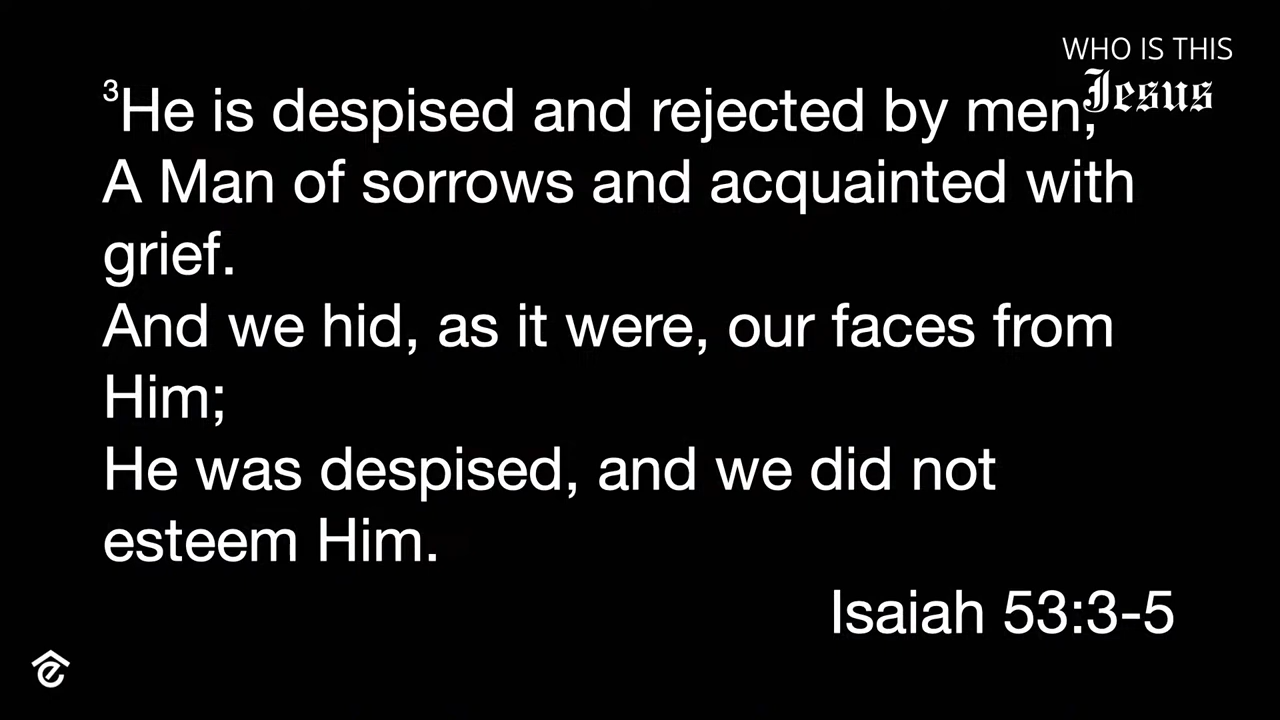 WHO IS THIS
Jesus
³He is despised and rejected by men,
A Man of sorrows and acquainted with
grief.
And we hid, as it were, our faces from
Him;
He was despised, and we did not
esteem Him.
Isaiah 53:3-5
e